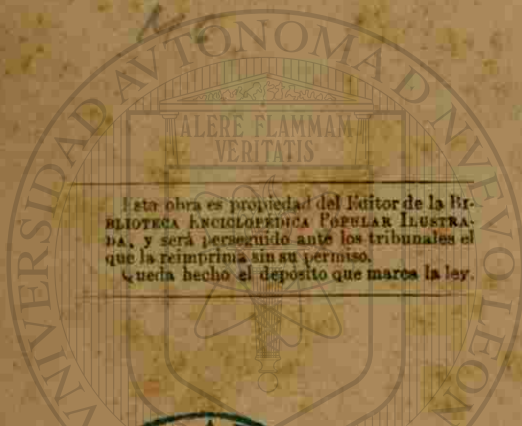 UNIVERSIDAD AUTONOMA DE NUEVO LEON
ALERE FLAMMAM
VERITATIS
Esta obra es propiedad del Editor de la BI-
BLIOTECA ENCICLOPÉDICA POPULAR ILUSTRA-
DA, y será perseguido ante los tribunales el
que la reimprima sin su permiso.
Queda hecho el depósito que marca la ley.